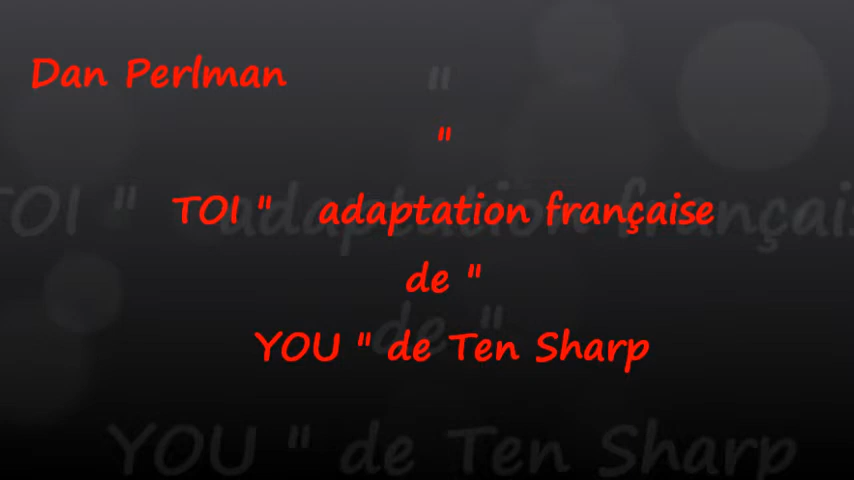 Dan Perlman
"
TOI "   adaptation française
de "
YOU " de Ten Sharp